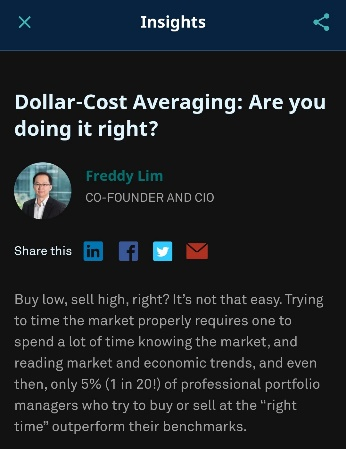 Insights
Dollar-Cost Averaging: Are you
doing it right?
Freddy Lim
CO-FOUNDER AND CIO
Share this
in
f
Buy low, sell high, right? It's not that easy. Trying
to time the market properly requires one to
spend a lot of time knowing the market, and
reading market and economic trends, and even
then, only 5% (1 in 20!) of professional portfolio
managers who try to buy or sell at the “right
time” outperform their benchmarks.